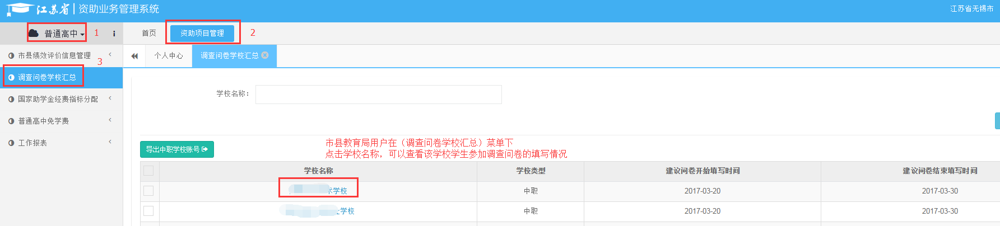 江苏省 | 资助业务管理系统
江苏省无锡市
普通高中 1 i
首页 资助项目管理 2
市县绩效评价信息管理
3
个人中心 调查问卷学校汇总
调查问卷学校汇总
学校名称：
国家助学金经费指标分配
普通高中免学费
工作报表
市县教育局用户在（调查问卷学校汇总）菜单下
点击学校名称，可以查看该学校学生参加调查问卷的填写情况
导出中职学校账号
学校名称 学校类型 建议问卷开始填写时间 建议问卷结束填写时间
术学校 中职 2017-03-20 2017-03-30
学校 中职 2017-03-20 2017-03-30